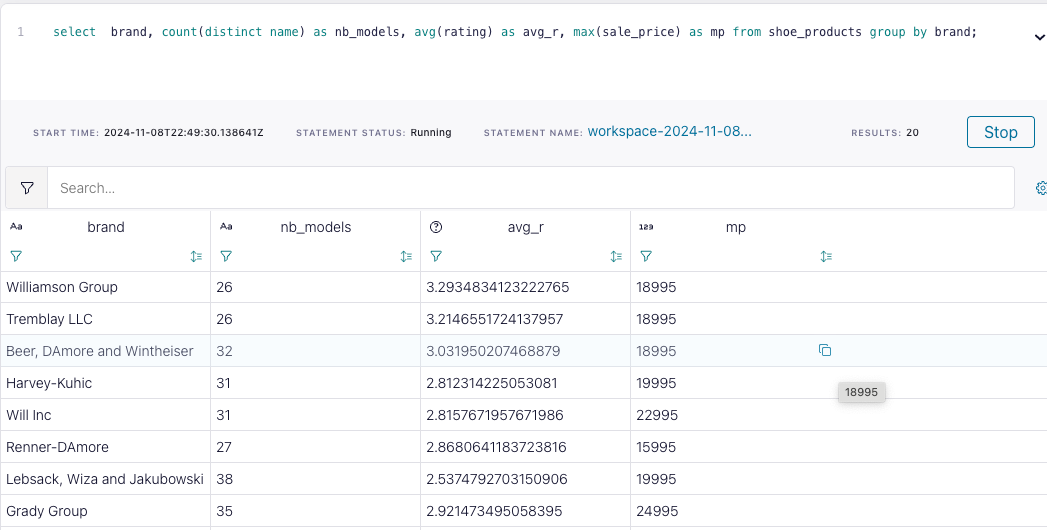 1 select brand, count(distinct name) as nb_models, avg(rating) as avg_r, max(sale_price) as mp from shoe_products group by brand;
START TIME: 2024-11-08T22:49:30.138641Z STATEMENT STATUS: Running STATEMENT NAME: workspace-2024-11-08... RESULTS: 20 Stop
Search...
Aa brand Aa nb_models avg_r 123 mp
Williamson Group 26 3.2934834123222765 18995
Tremblay LLC 26 3.2146551724137957 18995
Beer, DAmore and Wintheiser 32 3.031950207468879 18995
Harvey-Kuhic 31 2.812314225053081 19995
18995
Will Inc 31 2.8157671957671986 22995
Renner-DAmore 27 2.8680641183723816 15995
Lebsack, Wiza and Jakubowski 38 2.5374792703150906 19995
Grady Group 35 2.921473495058395 24995